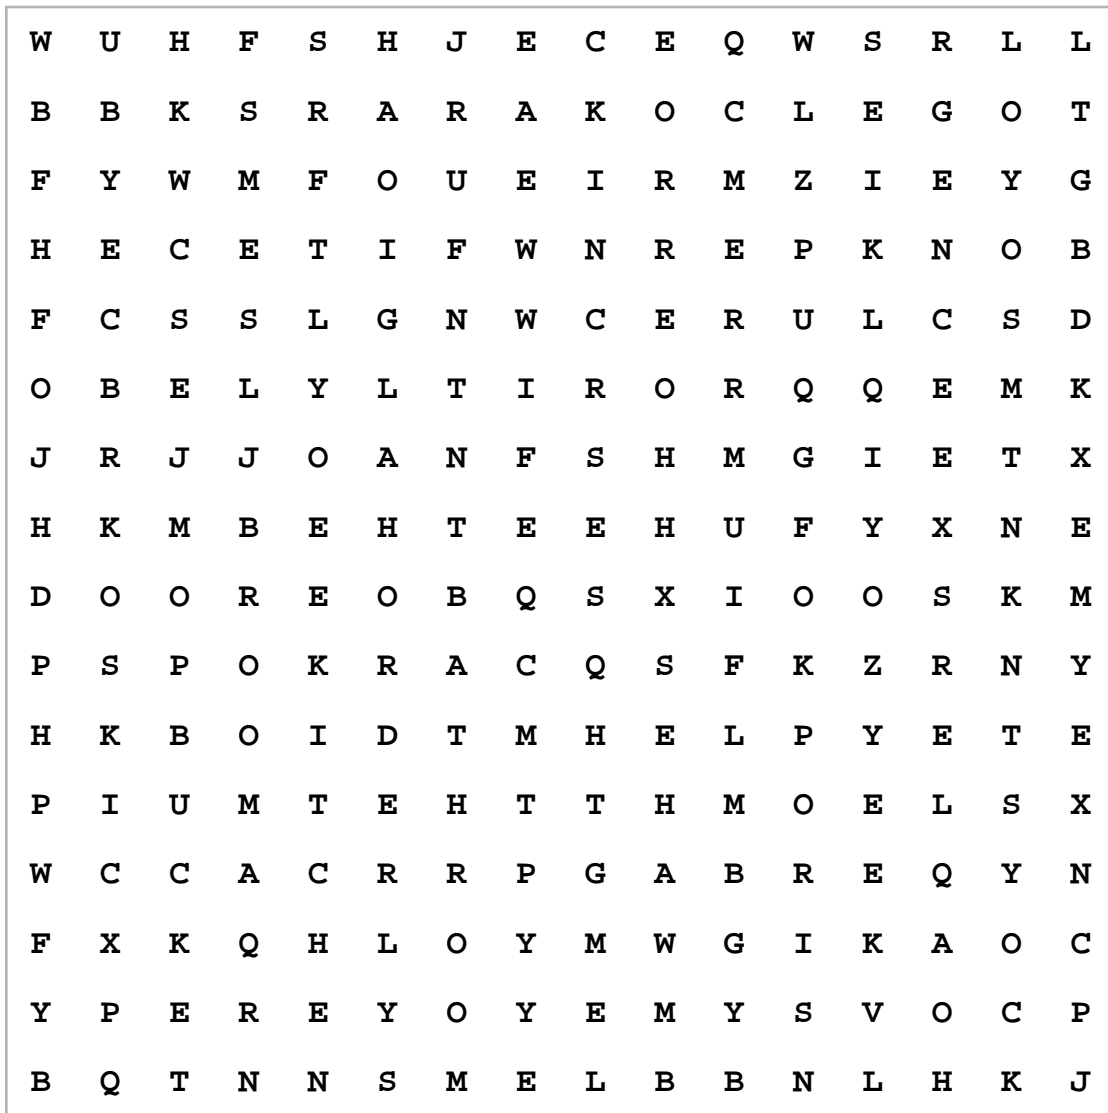 W U H F S H J E C E Q W S R L L
B B K S R A R A K O C L E G O T
F Y W M F O U E I R M Z I E Y G
H E C E T I F W N R E P K N O B
F C S S L G N W C E R U L C S D
O B E L Y L T I R O R Q Q E M K
J R J J O A N F S H M G I E T X
H K M B E H T E E H U F Y X N E
D O O R E O B Q S X I O O S K M
P S P O K R A C Q S F K Z R N Y
H K B O I D T M H E L P Y E T E
P I U M T E H T T H M O E L S X
W C C A C R R P G A B R E Q Y N
F X K Q H L O Y M W G I K A O C
Y P E R E Y O Y E M Y S V O C P
B Q T N N S M E L B B N L H K J